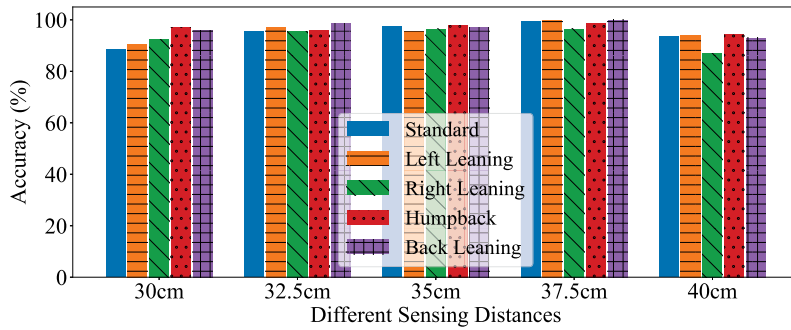 Accuracy (%)
100
80
60
40
20
0
Standard
Left Leaning
Right Leaning
Humpback
Back Leaning
30cm 32.5cm 35cm 37.5cm 40cm
Different Sensing Distances